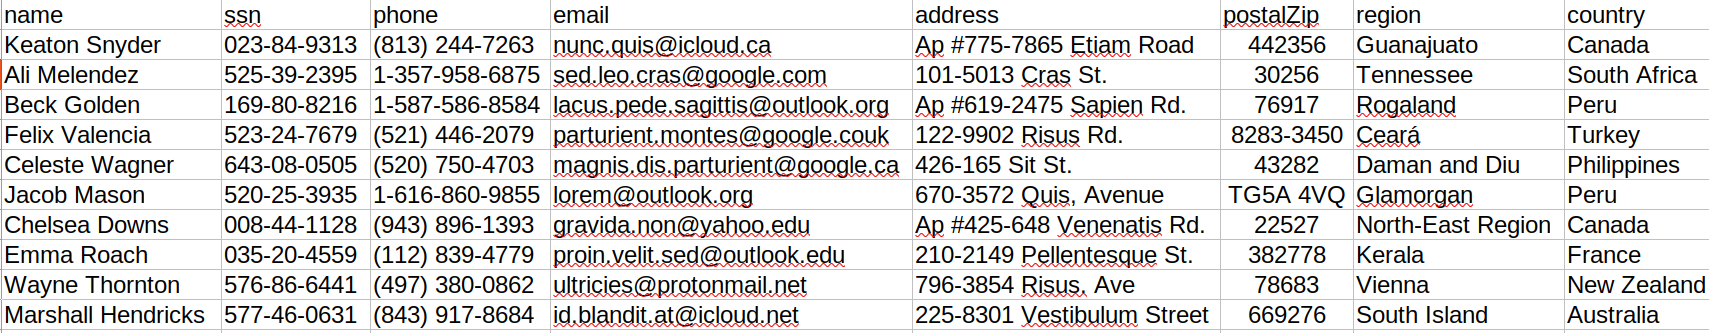 name ssn phone email address postalZip region country
Keaton Snyder 023-84-9313 (813) 244-7263 nunc.quis@icloud.ca Ap #775-7865 Etiam Road 442356 Guanajuato Canada
Ali Melendez 525-39-2395 1-357-958-6875 sed.leo.cras@google.com 101-5013 Cras St. 30256 Tennessee South Africa
Beck Golden 169-80-8216 1-587-586-8584 lacus.pede.sagittis@outlook.org Ap #619-2475 Sapien Rd. 76917 Rogaland Peru
Felix Valencia 523-24-7679 (521) 446-2079 parturient.montes@google.couk 122-9902 Risus Rd. 8283-3450 Ceará Turkey
Celeste Wagner 643-08-0505 (520) 750-4703 magnis.dis.parturient@google.ca 426-165 Sit St. 43282 Daman and Diu Philippines
Jacob Mason 520-25-3935 1-616-860-9855 lorem@outlook.org 670-3572 Quis, Avenue TG5A 4VQ Glamorgan Peru
Chelsea Downs 008-44-1128 (943) 896-1393 gravida.non@yahoo.edu Ap #425-648 Venenatis Rd. 22527 North-East Region Canada
Emma Roach 035-20-4559 (112) 839-4779 proin.velit.sed@outlook.edu 210-2149 Pellentesque St. 382778 Kerala France
Wayne Thornton 576-86-6441 (497) 380-0862 ultricies@protonmail.net 796-3854 Risus, Ave 78683 Vienna New Zealand
Marshall Hendricks 577-46-0631 (843) 917-8684 id.blandit.at@icloud.net 225-8301 Vestibulum Street 669276 South Island Australia